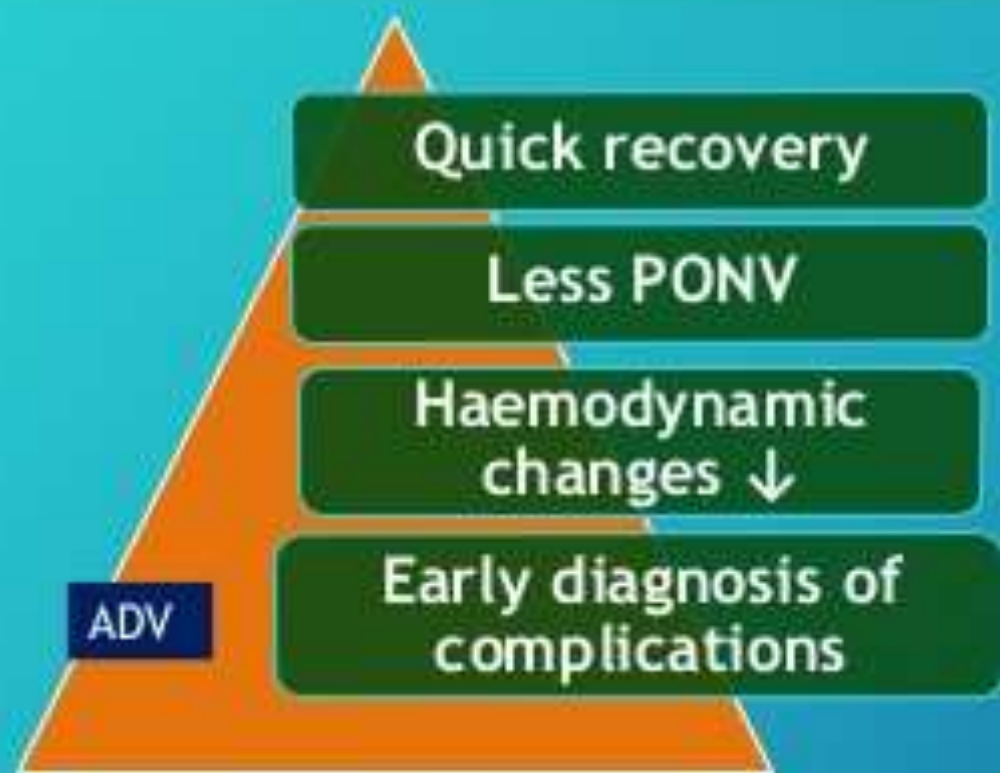 Quick recovery
Less PONV
Haemodynamic
changes ↓
Early diagnosis of
complications
ADV